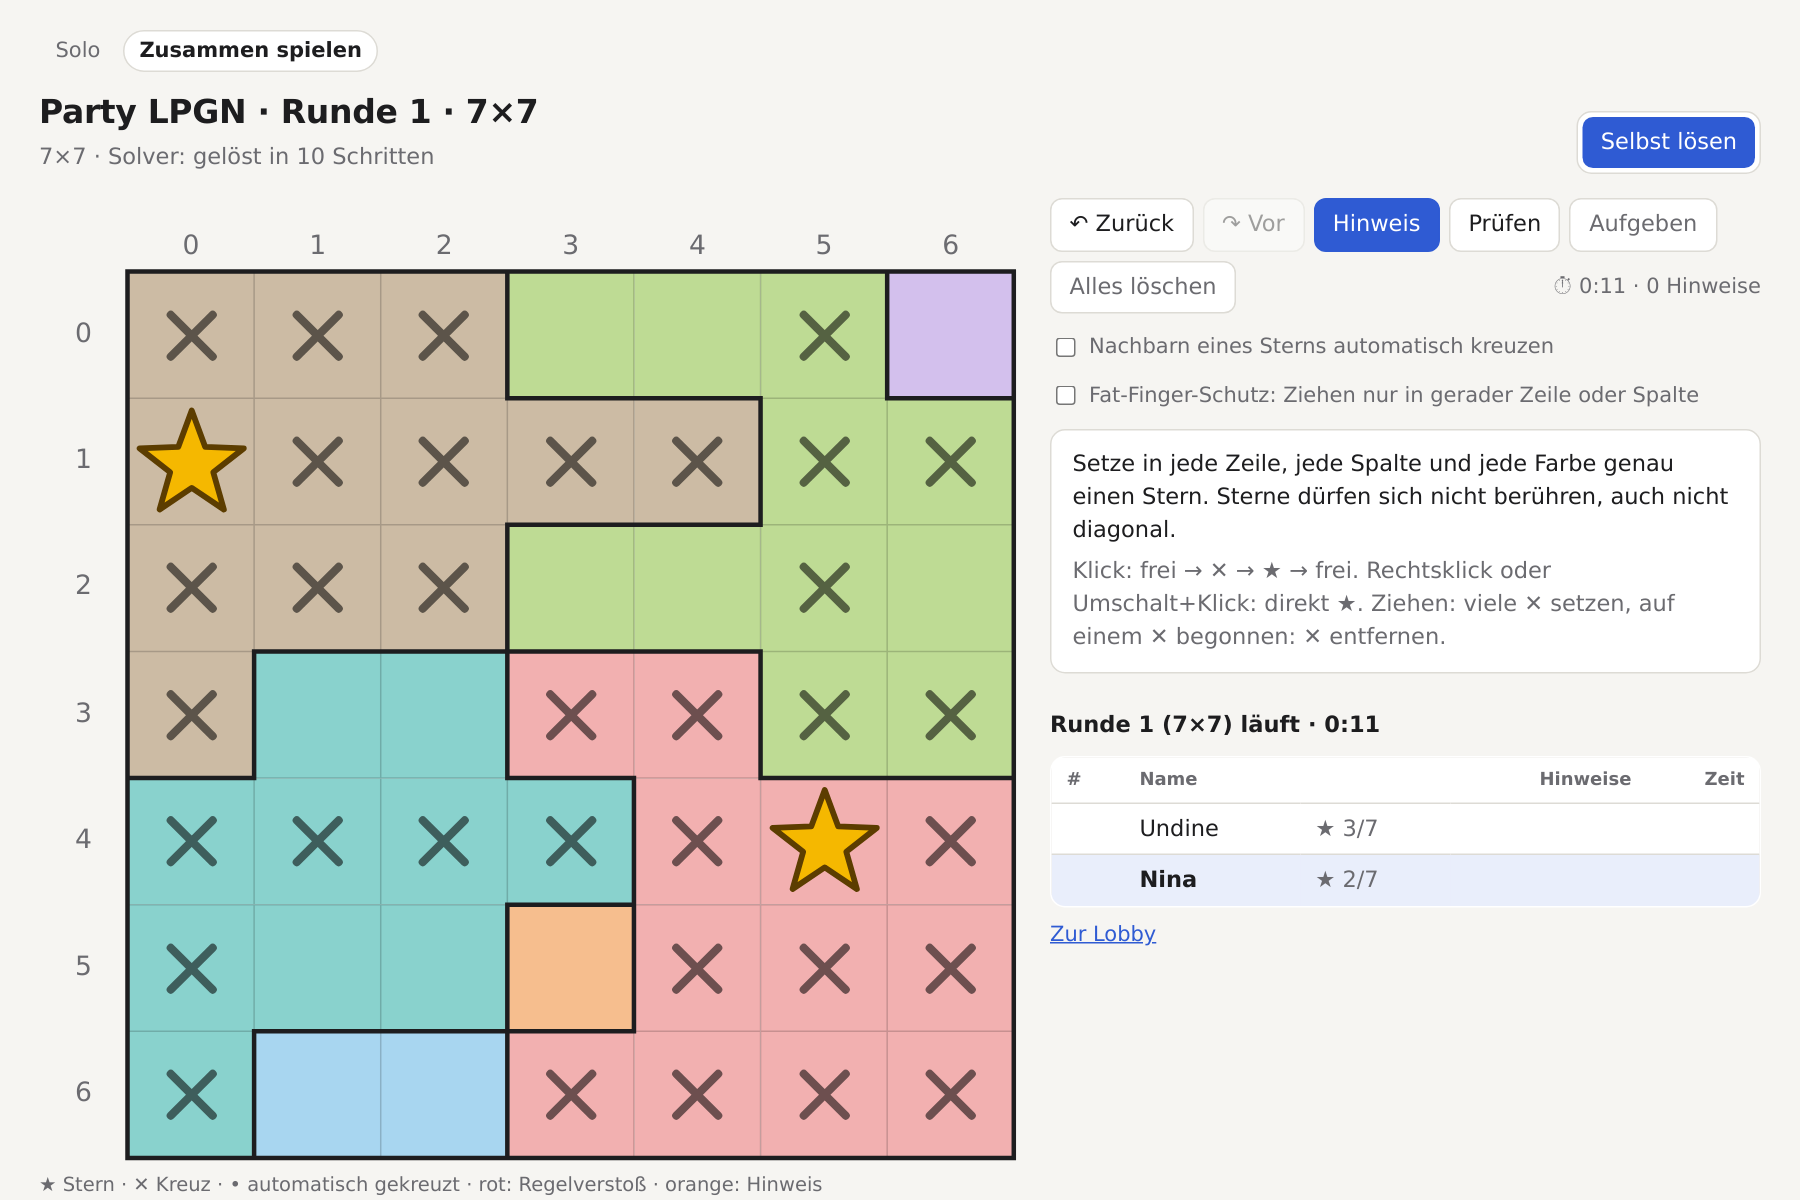 Solo Zusammen spielen
Party LPGN · Runde 1 · 7×7
7×7 · Solver: gelöst in 10 Schritten
Selbst lösen
↶ Zurück ↷ Vor Hinweis Prüfen Aufgeben
Alles löschen ⏱ 0:11 · 0 Hinweise
Nachbarn eines Sterns automatisch kreuzen
Fat-Finger-Schutz: Ziehen nur in gerader Zeile oder Spalte
Setze in jede Zeile, jede Spalte und jede Farbe genau
einen Stern. Sterne dürfen sich nicht berühren, auch nicht
diagonal.
Klick: frei → ✕ → ★ → frei. Rechtsklick oder
Umschalt+Klick: direkt ★. Ziehen: viele ✕ setzen, auf
einem ✕ begonnen: ✕ entfernen.
Runde 1 (7×7) läuft · 0:11
# Name Hinweise Zeit
Undine ★ 3/7
Nina ★ 2/7
Zur Lobby
0 1 2 3 4 5 6
0
1
2
3
4
5
6
★ Stern · ✕ Kreuz · • automatisch gekreuzt · rot: Regelverstoß · orange: Hinweis